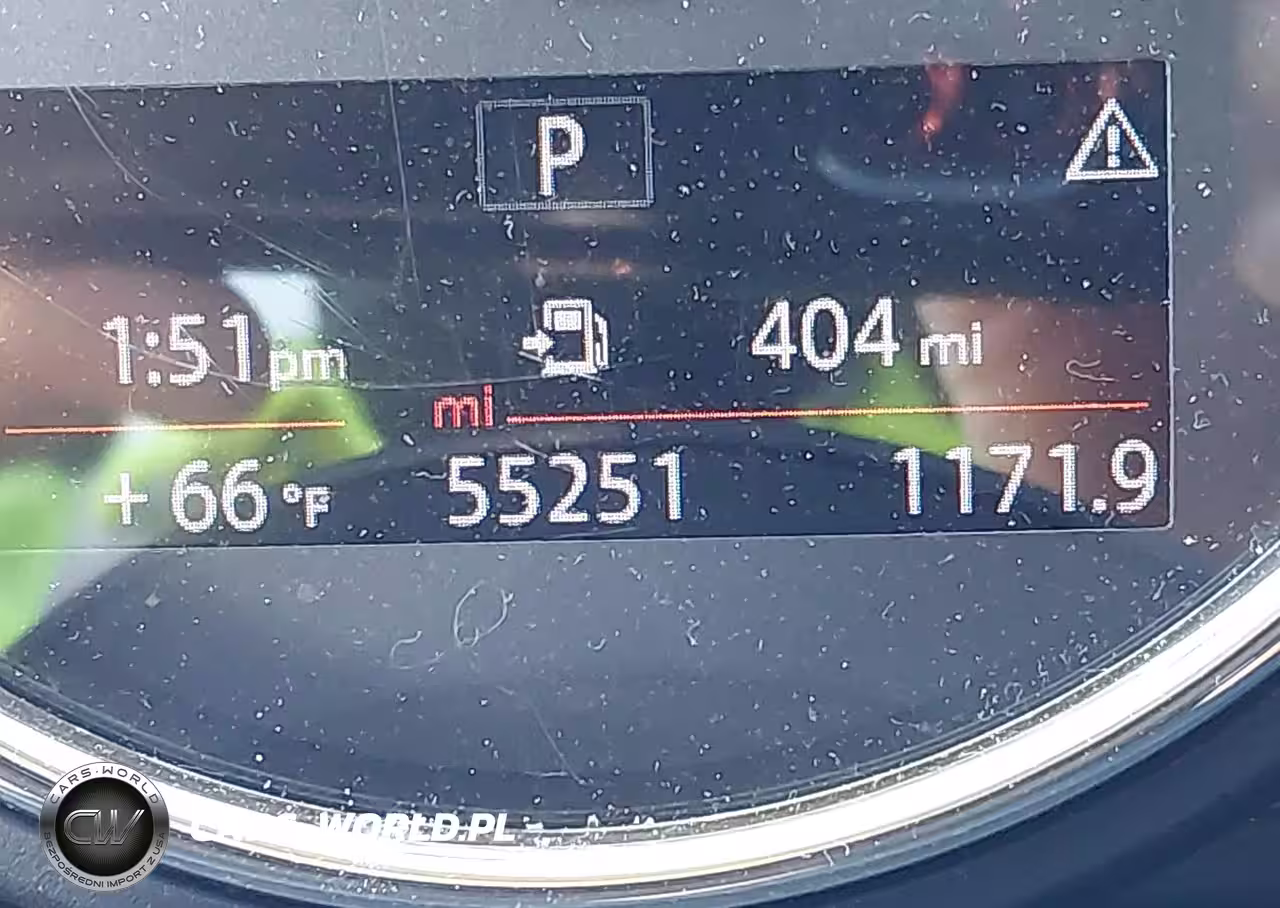 P
1:51 pm 404 mi
mi
+ 66 °F 55251 1171.9
CARS·WORLD
CW
BEZPOŚREDNI IMPORT Z USA
WORLD.PL